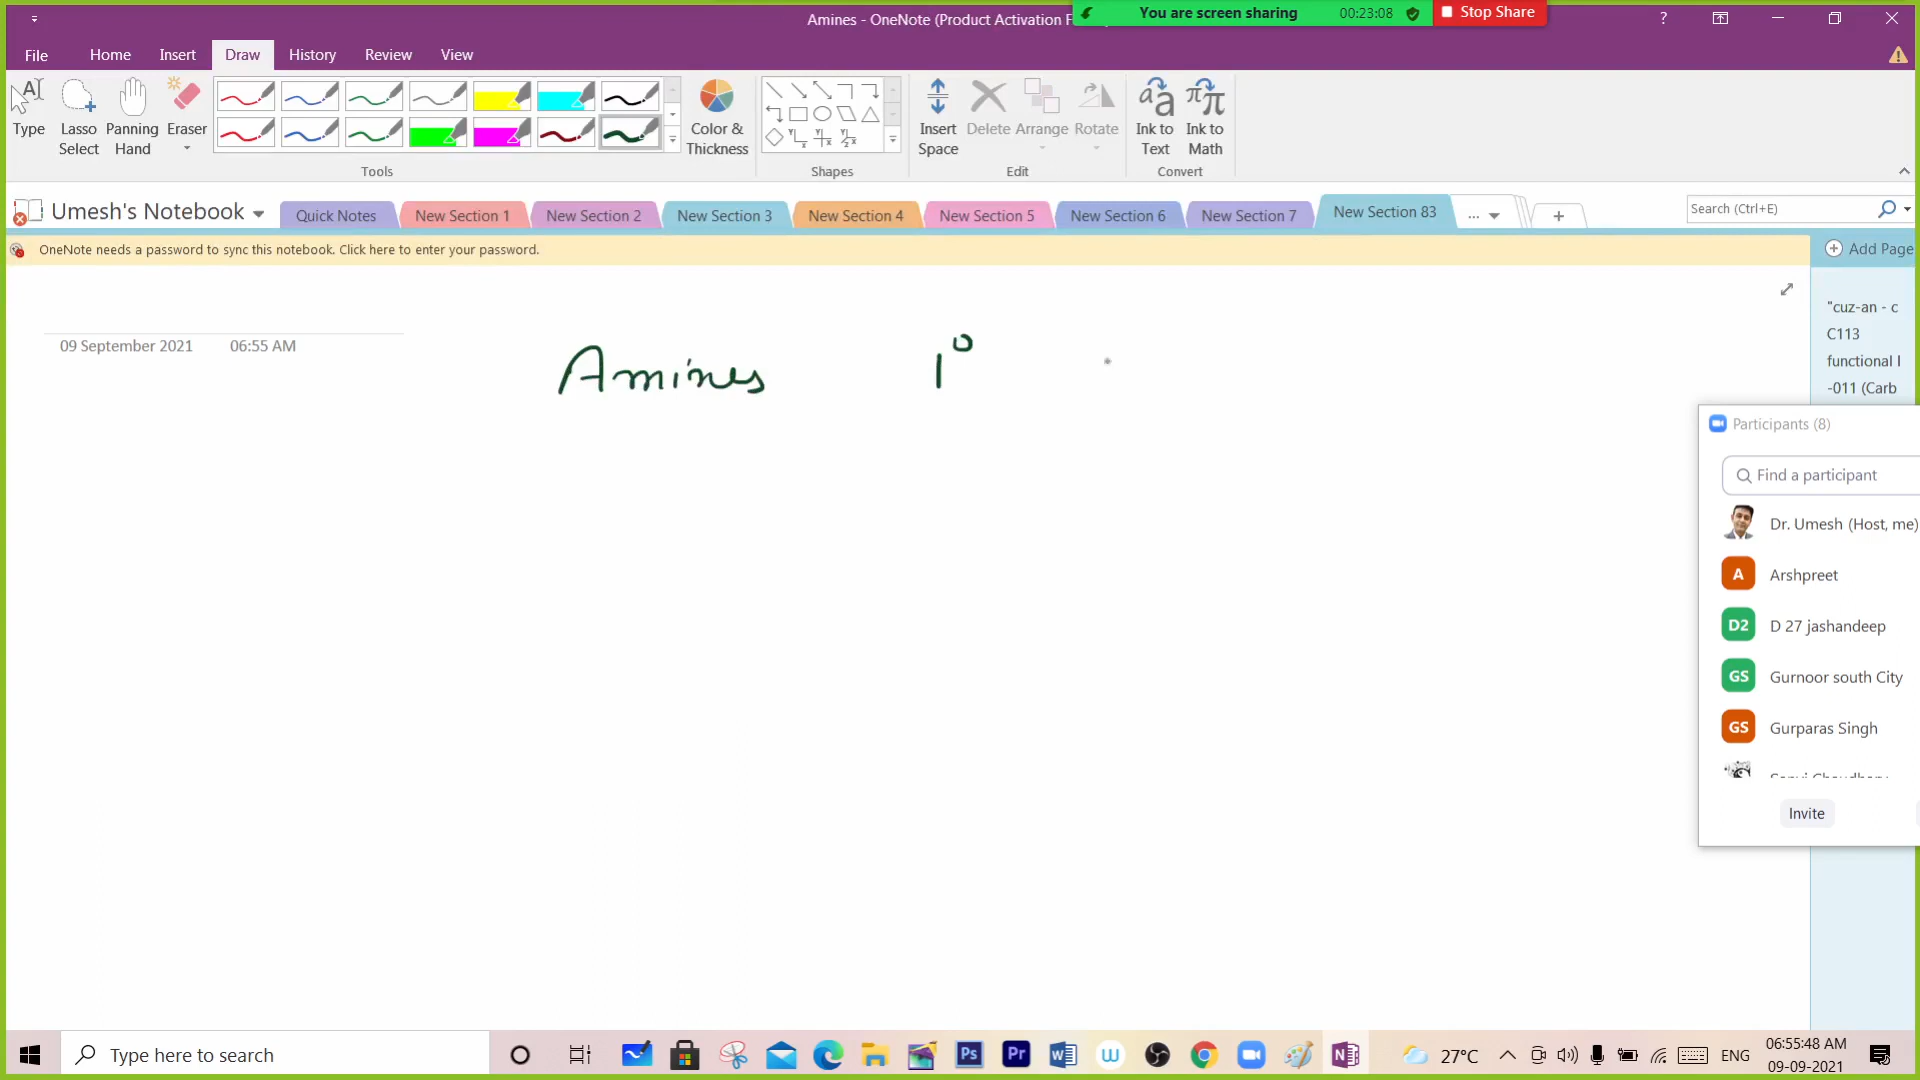 Amines - OneNote (Product Activation F
You are screen sharing 00:23:08 Stop Share
?
File Home Insert Draw History Review View
Type Lasso Select Panning Hand Eraser Color & Thickness Insert Space Delete Arrange Rotate Ink to Text Ink to Math
Tools Shapes Edit Convert
Umesh's Notebook Quick Notes New Section 1 New Section 2 New Section 3 New Section 4 New Section 5 New Section 6 New Section 7 New Section 83 ... + Search (Ctrl+E)
OneNote needs a password to sync this notebook. Click here to enter your password. Add Page
"cuz-an - c
C113
functional I
-011 (Carb
09 September 2021 06:55 AM
Amines 1°
Participants (8)
Find a participant
Dr. Umesh (Host, me)
A Arshpreet
D2 D 27 jashandeep
GS Gurnoor south City
GS Gurparas Singh
Invite
Type here to search Ps Pr W 27°C ENG 06:55:48 AM
09-09-2021